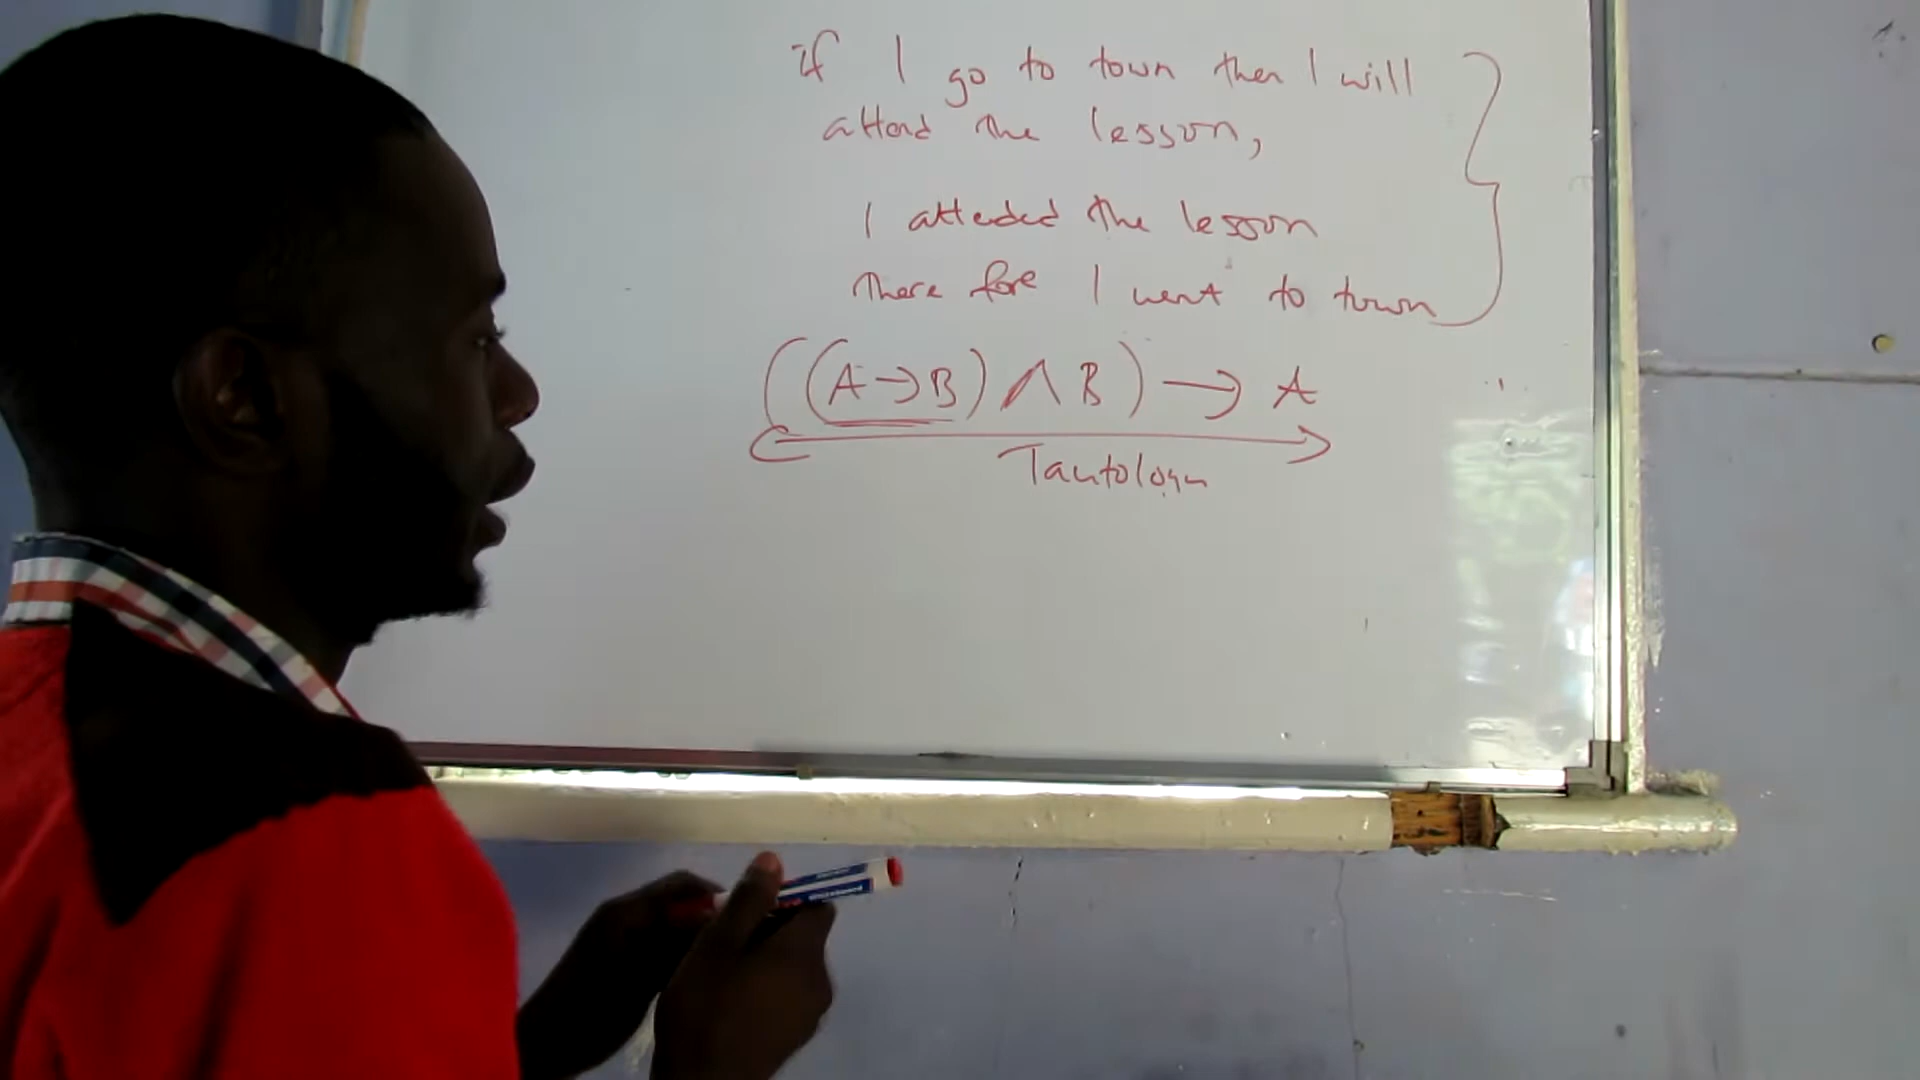 if I go to town then I will
attend the lesson,
I attended the lesson
There fore I went to town
((A→B) ∧ B) → A
Tautology